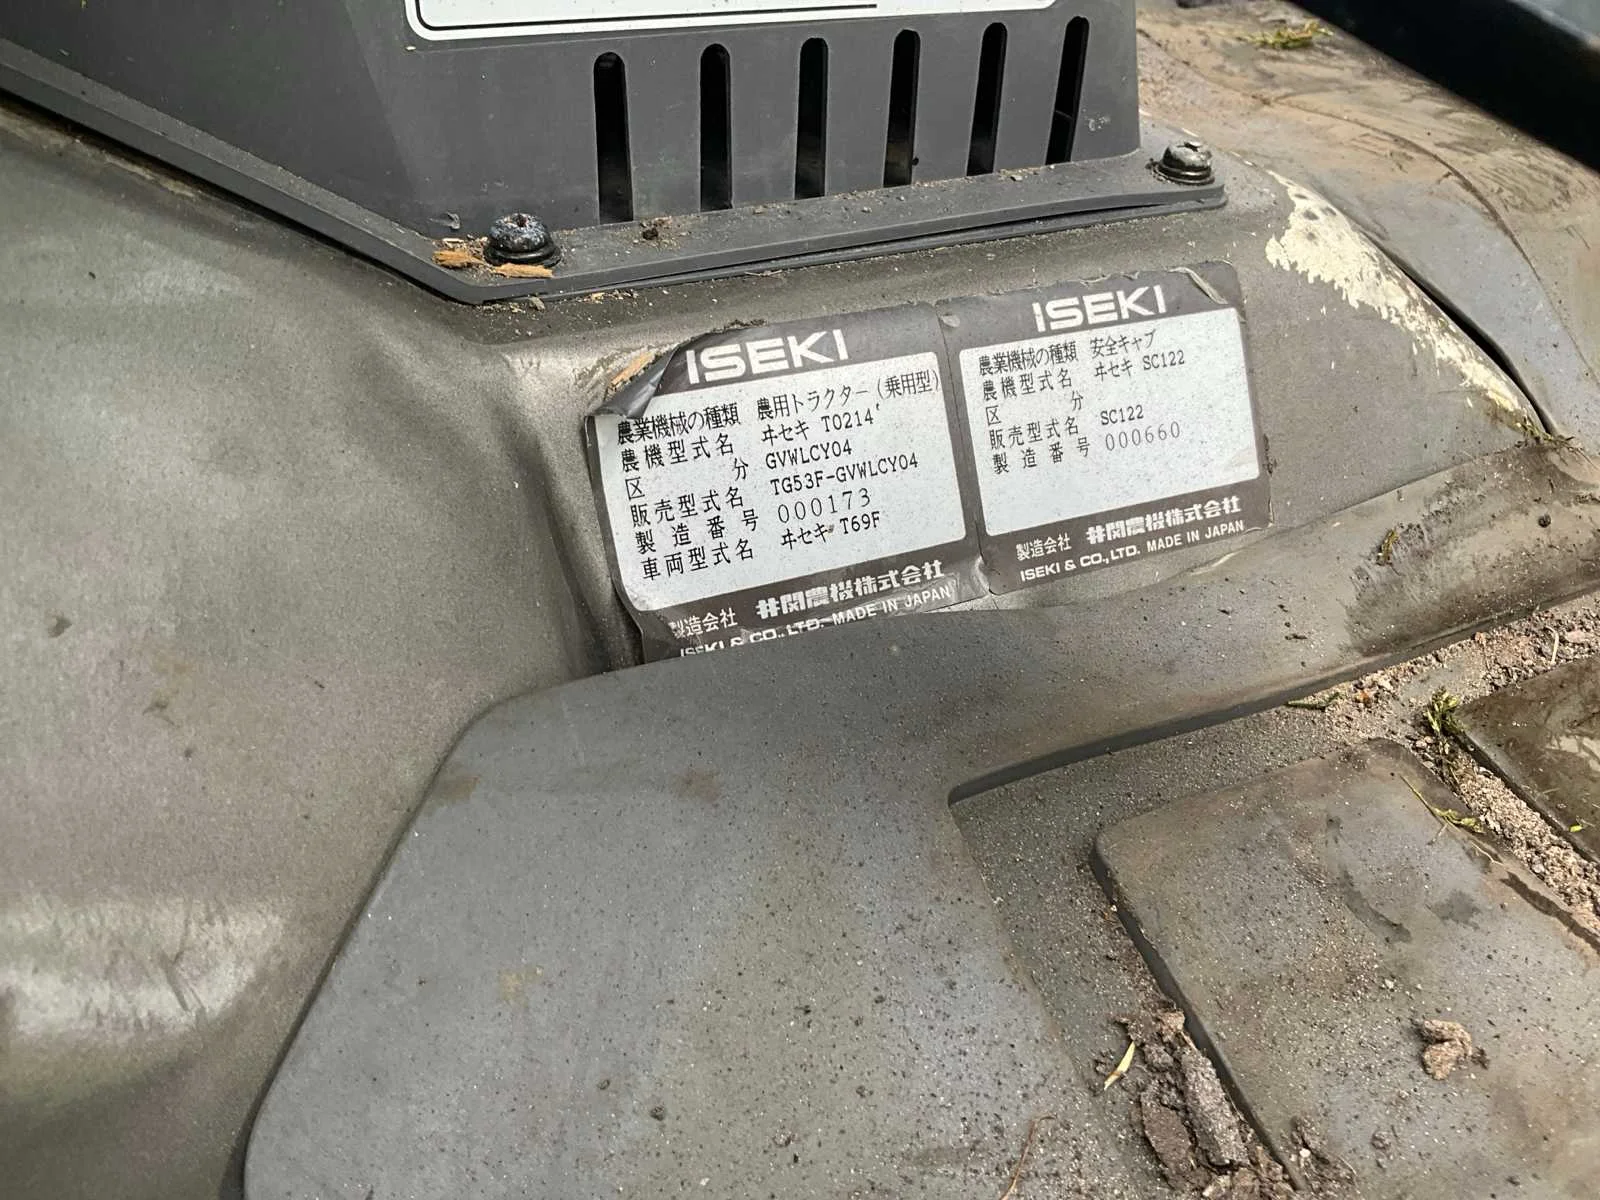 ISEKI
農業機械の種類 農用トラクター(乗用型)
農機型式名 ヰセキ TO214
区 分 GVWLCY04
販売型式名 TG53F-GVWLCY04
製造番号 000173
車両型式名 ヰセキ T69F
製造会社 井関農機株式会社
ISEKI & CO.,LTD. MADE IN JAPAN
ISEKI
農業機械の種類 安全キャブ
農機型式名 ヰセキ SC122
区 分
販売型式名 SC122
製造番号 000660
製造会社 井関農機株式会社
ISEKI & CO.,LTD. MADE IN JAPAN